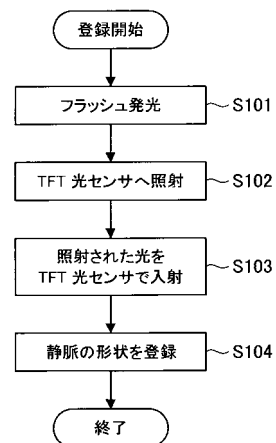 登録開始
フラッシュ発光
S101
TFT 光センサへ照射
S102
照射された光を
TFT 光センサで入射
S103
静脈の形状を登録
S104
終了